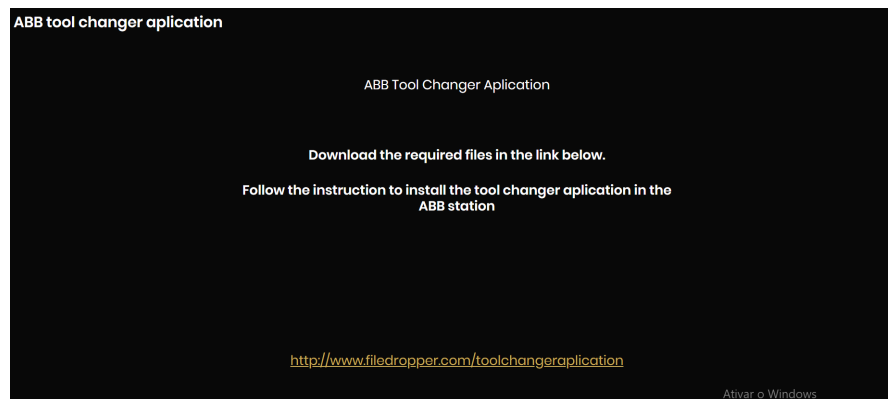 ABB tool changer aplication
ABB Tool Changer Aplication
Download the required files in the link below.
Follow the instruction to install the tool changer aplication in the
ABB station
http://www.filedropper.com/toolchangeraplication
Ativar o Windows